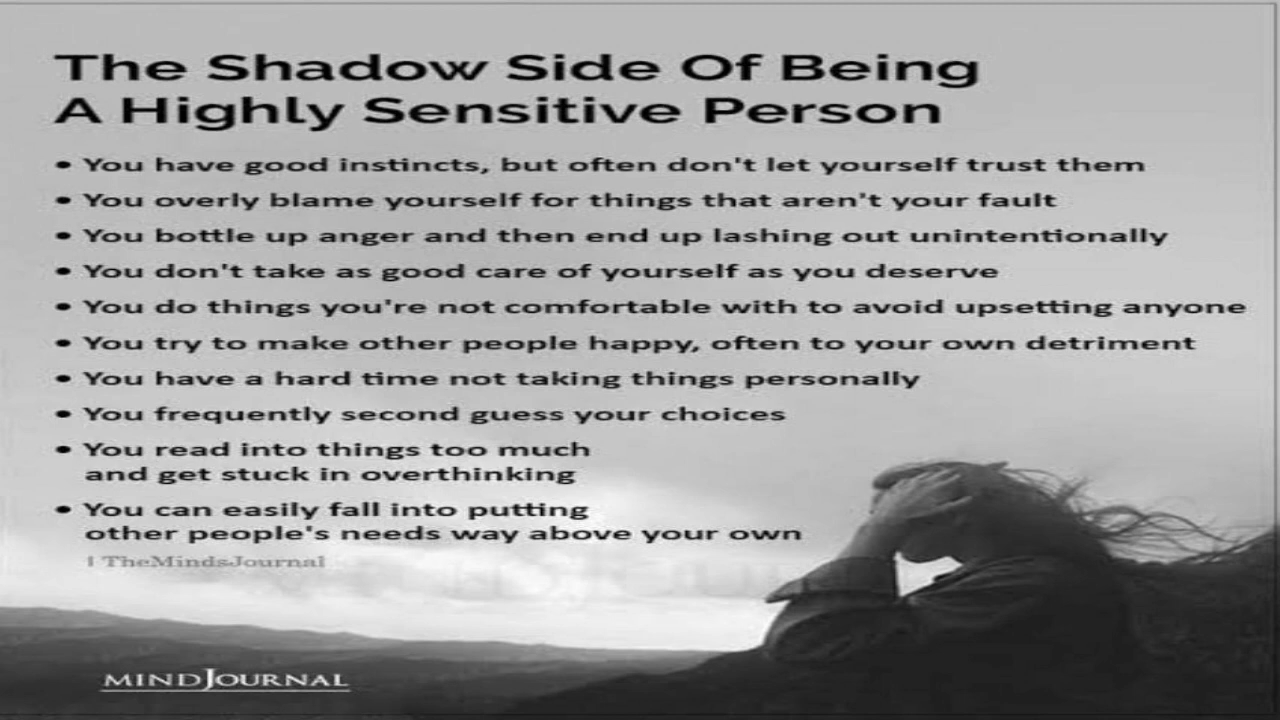 The Shadow Side Of Being
A Highly Sensitive Person
• You have good instincts, but often don't let yourself trust them
• You overly blame yourself for things that aren't your fault
• You bottle up anger and then end up lashing out unintentionally
• You don't take as good care of yourself as you deserve
• You do things you're not comfortable with to avoid upsetting anyone
• You try to make other people happy, often to your own detriment
• You have a hard time not taking things personally
• You frequently second guess your choices
• You read into things too much
and get stuck in overthinking
• You can easily fall into putting
other people's needs way above your own
TheMindsJournal
MINDJOURNAL